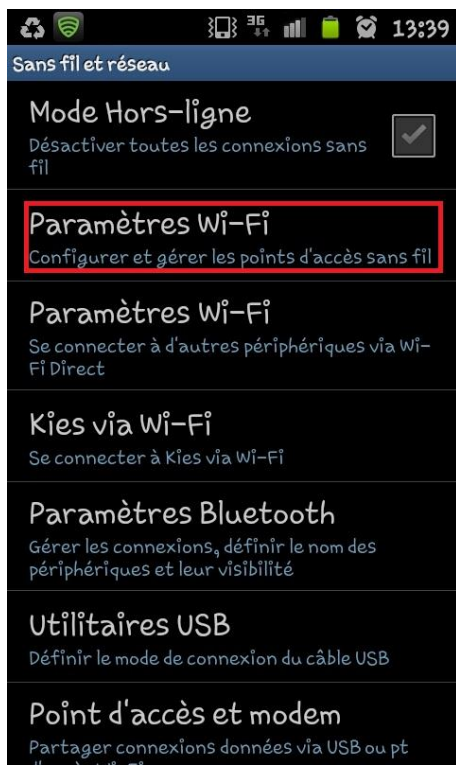 3G
13:39
Sans fil et réseau
Mode Hors-ligne
Désactiver toutes les connexions sans
fil
Paramètres Wi-Fi
Configurer et gérer les points d'accès sans fil
Paramètres Wi-Fi
Se connecter à d'autres périphériques via Wi-
Fi Direct
Kies via Wi-Fi
Se connecter à Kies via Wi-Fi
Paramètres Bluetooth
Gérer les connexions, définir le nom des
périphériques et leur visibilité
Utilitaires USB
Définir le mode de connexion du câble USB
Point d'accès et modem
Partager connexions données via USB ou pt